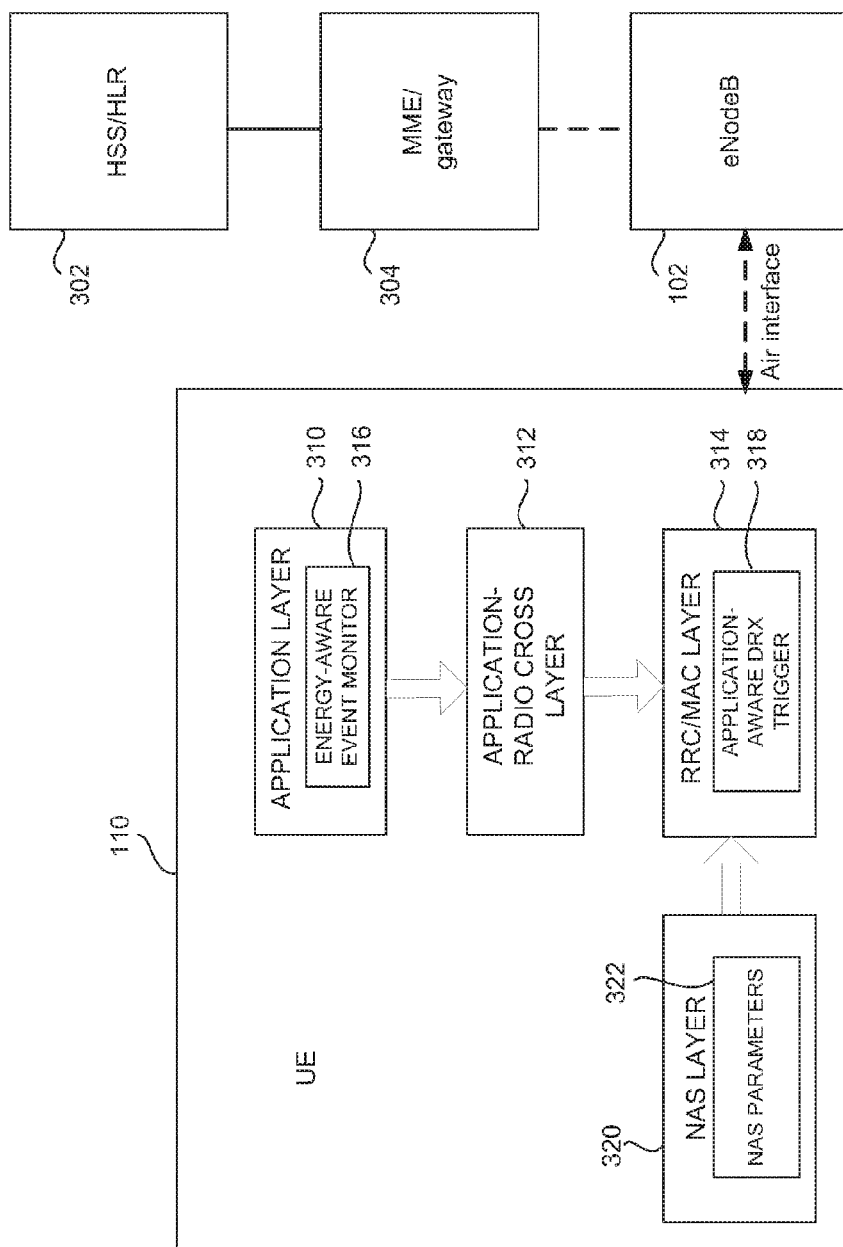 110
UE
APPLICATION LAYER
310
ENERGY-AWARE
EVENT MONITOR
316
APPLICATION-
RADIO CROSS
LAYER
312
NAS LAYER
320
NAS PARAMETERS
322
RRC/MAC LAYER
314
APPLICATION-
AWARE DRX
TRIGGER
318
HSS/HLR
302
MME/
gateway
304
eNodeB
102
Air interface